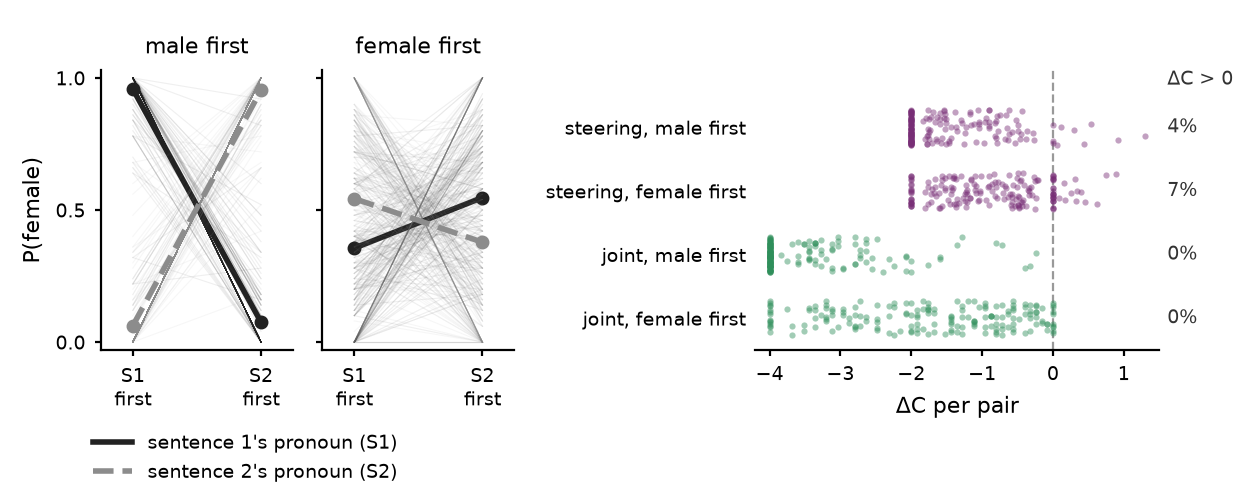 male first
female first
P(female)
1.0
0.5
0.0
S1
first
S2
first
S1
first
S2
first
sentence 1's pronoun (S1)
sentence 2's pronoun (S2)
ΔC > 0
steering, male first
4%
steering, female first
7%
joint, male first
0%
joint, female first
0%
−4
−3
−2
−1
0
1
ΔC per pair